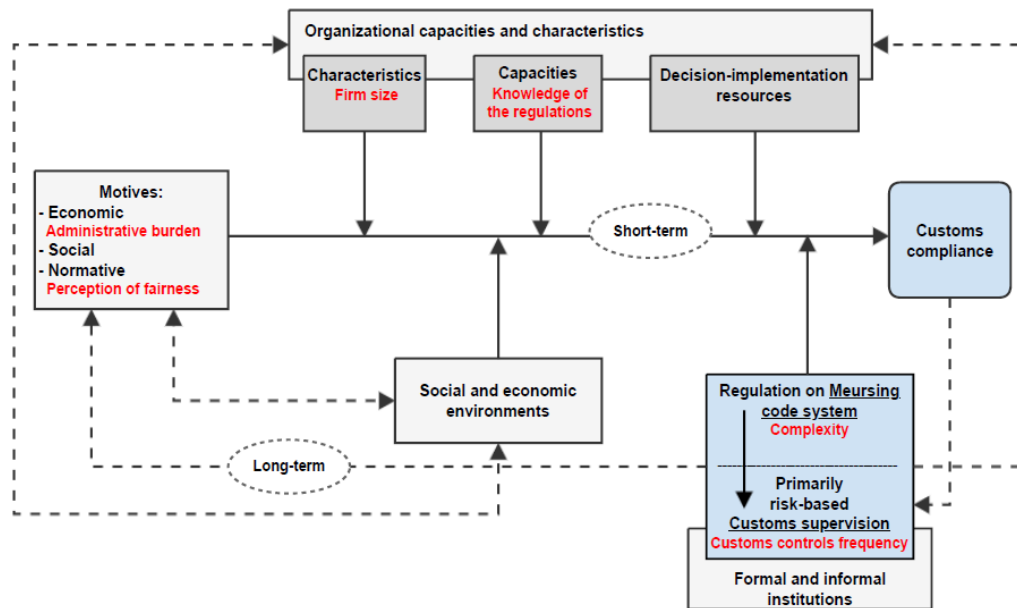 Organizational capacities and characteristics
Characteristics
Firm size
Capacities
Knowledge of
the regulations
Decision-implementation
resources
Motives:
- Economic
Administrative burden
- Social
- Normative
Perception of fairness
Short-term
Customs
compliance
Social and economic
environments
Regulation on Meursing
code system
Complexity
Long-term
Primarily
risk-based
Customs supervision
Customs controls frequency
Formal and informal
institutions